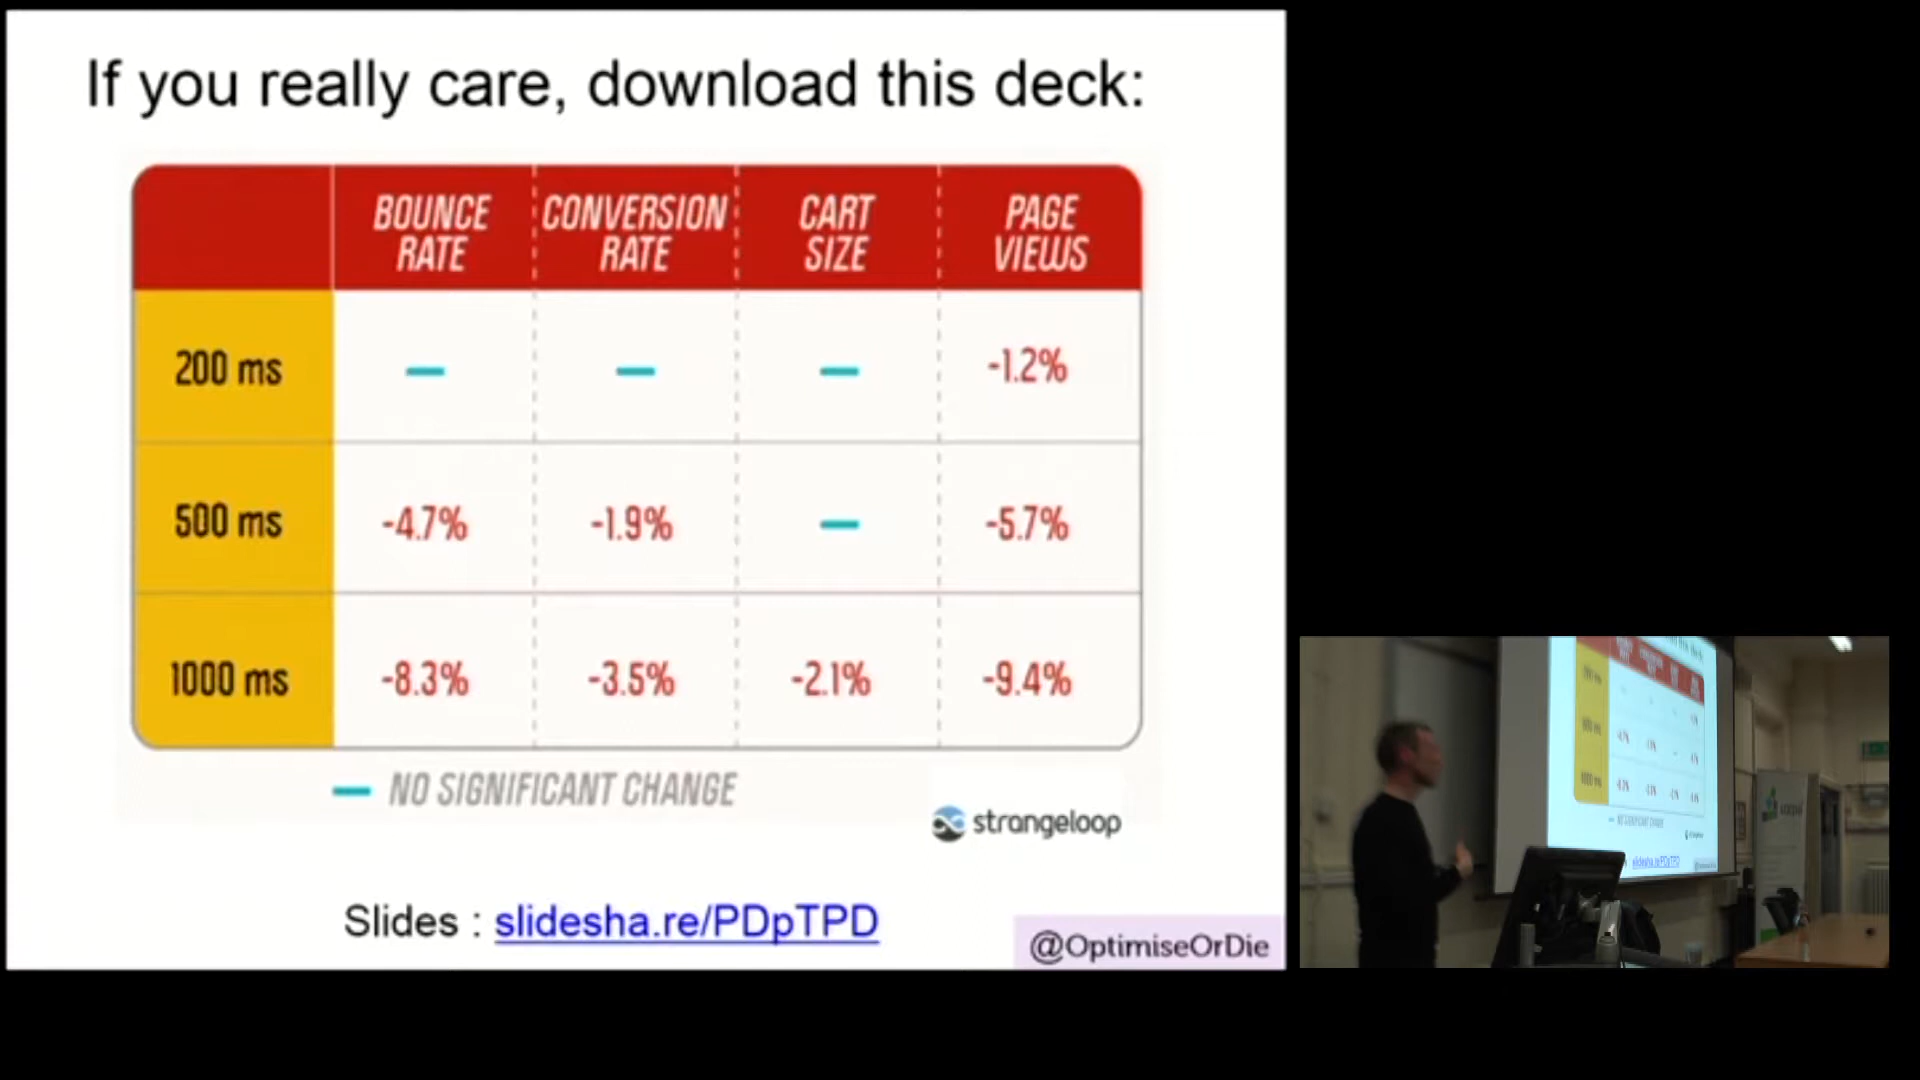 If you really care, download this deck:
BOUNCE RATE CONVERSION RATE CART SIZE PAGE VIEWS
200 ms — — — -1.2%
500 ms -4.7% -1.9% — -5.7%
1000 ms -8.3% -3.5% -2.1% -9.4%
— NO SIGNIFICANT CHANGE
strangeloop
Slides : slidesha.re/PDpTPD
@OptimiseOrDie